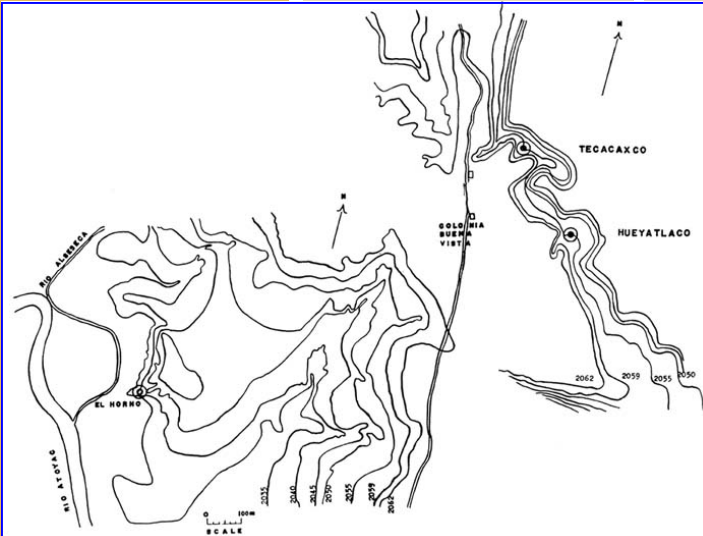 N
TECACAXCO
COLONIA
BUENA
VISTA
HUEYATLACO
N
RIO ALSESECA
EL HORNO
RIO ATOYAC
2062 2059 2055 2050
2035 2040 2045 2050 2055 2059 2062
0 100m
SCALE